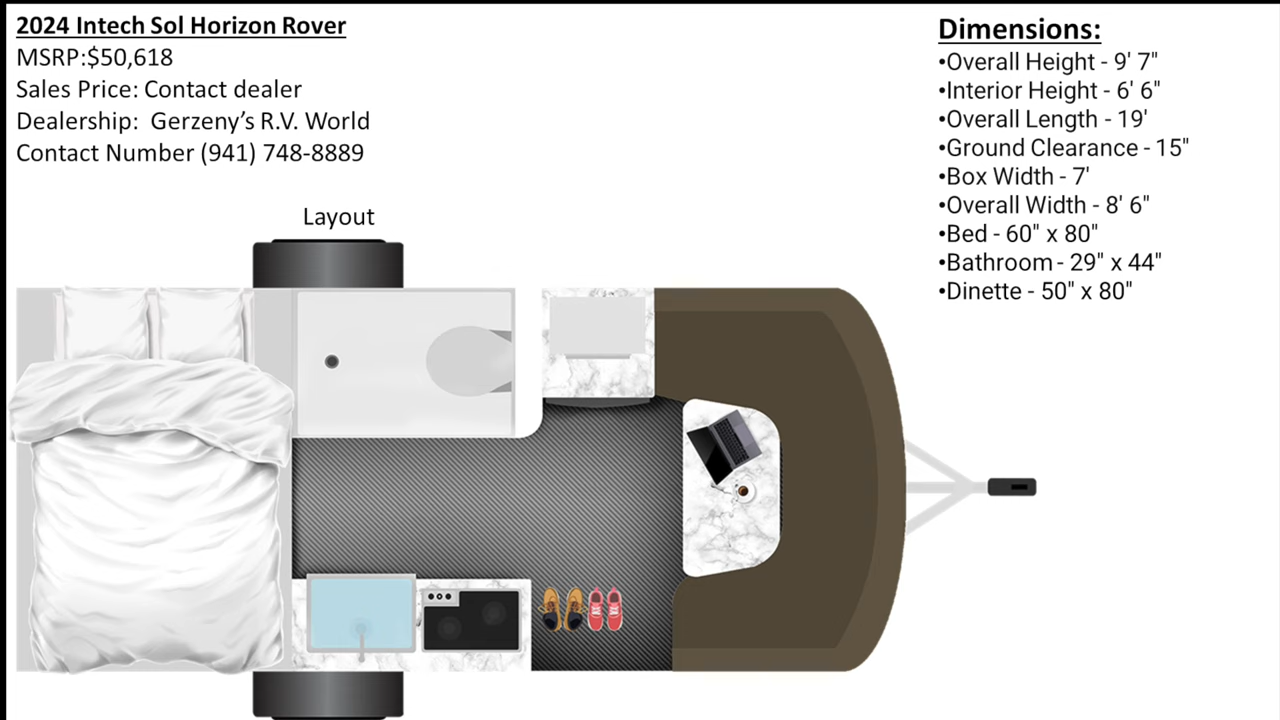 2024 Intech Sol Horizon Rover
MSRP:$50,618
Sales Price: Contact dealer
Dealership:  Gerzeny’s R.V. World
Contact Number (941) 748-8889
Layout
Dimensions:
•Overall Height - 9' 7"
•Interior Height - 6' 6"
•Overall Length - 19'
•Ground Clearance - 15"
•Box Width - 7'
•Overall Width - 8' 6"
•Bed - 60" x 80"
•Bathroom - 29" x 44"
•Dinette - 50" x 80"